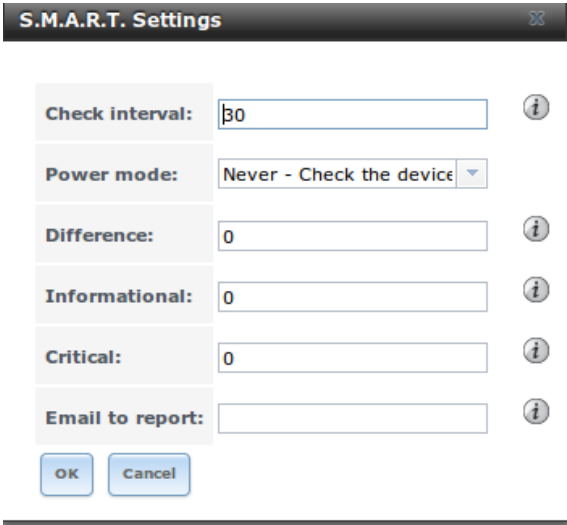 S.M.A.R.T. Settings
Check interval: 30
Power mode: Never - Check the device
Difference: 0
Informational: 0
Critical: 0
Email to report:
OK Cancel